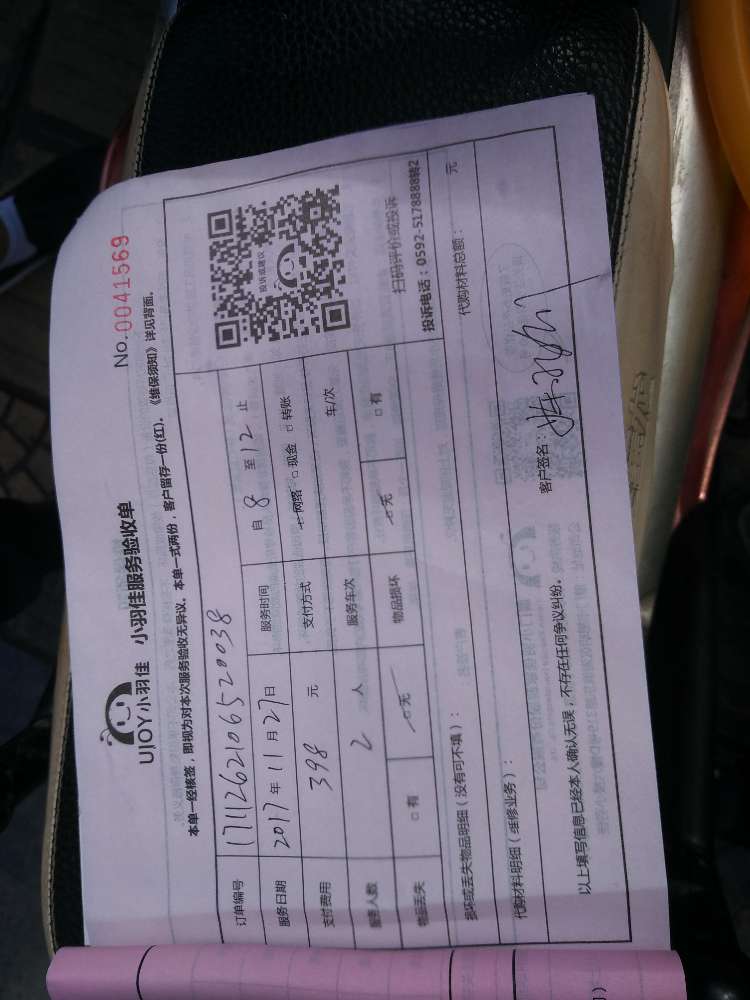 UJOY小羽佳 小羽佳服务验收单
No.0041569
本单一经核签，即视为对本次服务验收无异议。本单一式两份，客户留存一份(红)。《维保须知》详见背面。
订单编号 1711262106520038 自 8 至 12 止
服务日期 2017年11月27日 服务时间
支付费用 398 元 支付方式 网络 □现金 □转账
服务人数 2 人 服务车次 车/次
物品丢失 □有 □无 物品损坏 □无 □有
投诉或建议
扫码评价或投诉
投诉电话：0592-5178888转2
损坏或丢失物品明细（没有可不填）：
代购材料明细（维修业务）： 代购材料总额： 元
以上填写信息已经本人确认无误，不存在任何争议纠纷。 客户签名：